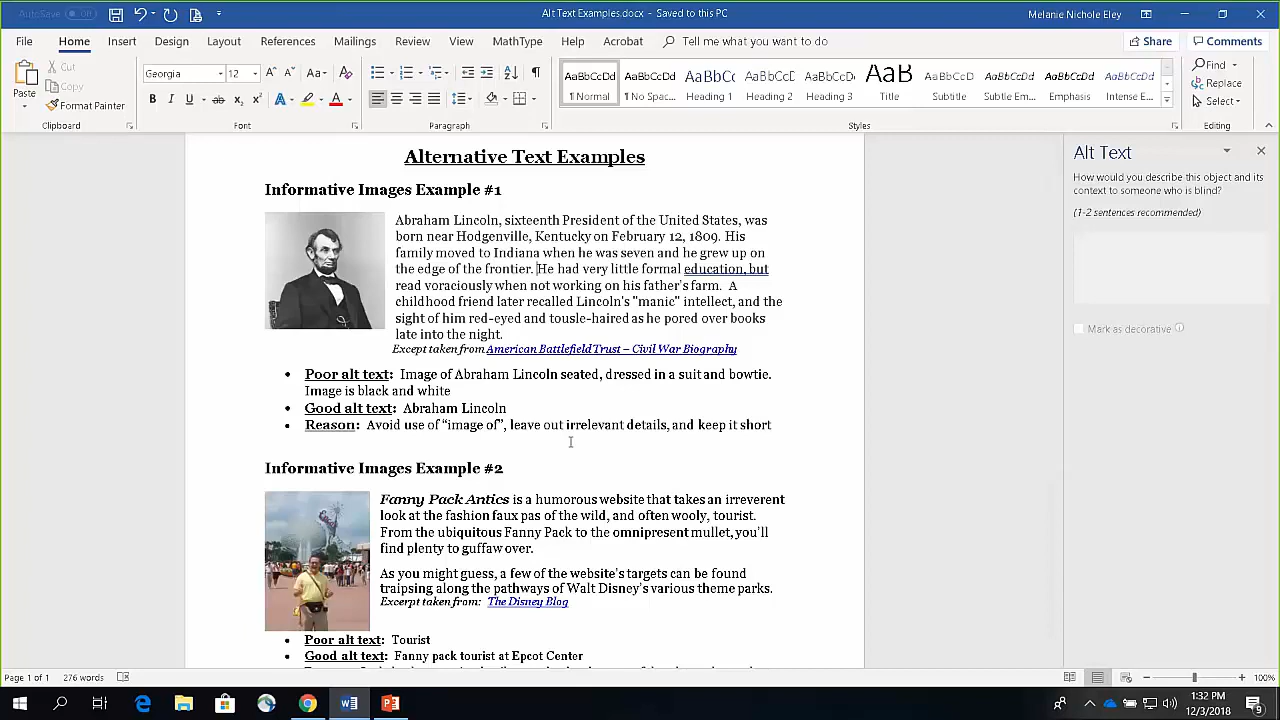 AutoSave Off
Alt Text Examples.docx - Saved to this PC
Melanie Nichole Eley
File Home Insert Design Layout References Mailings Review View MathType Help Acrobat Tell me what you want to do
Share Comments
Paste
Cut
Copy
Format Painter
Clipboard
Georgia 12
Font
Paragraph
AaBbCcDd AaBbCcDd AaBbCc AaBbCcD AaBbCcD AaB AaBbCcD AaBbCcDd AaBbCcDd AaBbCcDd
¶ Normal ¶ No Spac... Heading 1 Heading 2 Heading 3 Title Subtitle Subtle Em... Emphasis Intense E...
Styles
Find
Replace
Select
Editing
Alternative Text Examples
Informative Images Example #1
Abraham Lincoln, sixteenth President of the United States, was
born near Hodgenville, Kentucky on February 12, 1809. His
family moved to Indiana when he was seven and he grew up on
the edge of the frontier. He had very little formal education, but
read voraciously when not working on his father's farm. A
childhood friend later recalled Lincoln's "manic" intellect, and the
sight of him red-eyed and tousle-haired as he pored over books
late into the night.
Except taken from American Battlefield Trust – Civil War Biography
• Poor alt text: Image of Abraham Lincoln seated, dressed in a suit and bowtie.
Image is black and white
• Good alt text: Abraham Lincoln
• Reason: Avoid use of “image of”, leave out irrelevant details, and keep it short
Informative Images Example #2
Fanny Pack Antics is a humorous website that takes an irreverent
look at the fashion faux pas of the wild, and often wooly, tourist.
From the ubiquitous Fanny Pack to the omnipresent mullet, you'll
find plenty to guffaw over.
As you might guess, a few of the website's targets can be found
traipsing along the pathways of Walt Disney's various theme parks.
Excerpt taken from: The Disney Blog
• Poor alt text: Tourist
• Good alt text: Fanny pack tourist at Epcot Center
Alt Text
How would you describe this object and its
context to someone who is blind?
(1-2 sentences recommended)
Mark as decorative
Page 1 of 1 276 words
100%
1:32 PM
12/3/2018